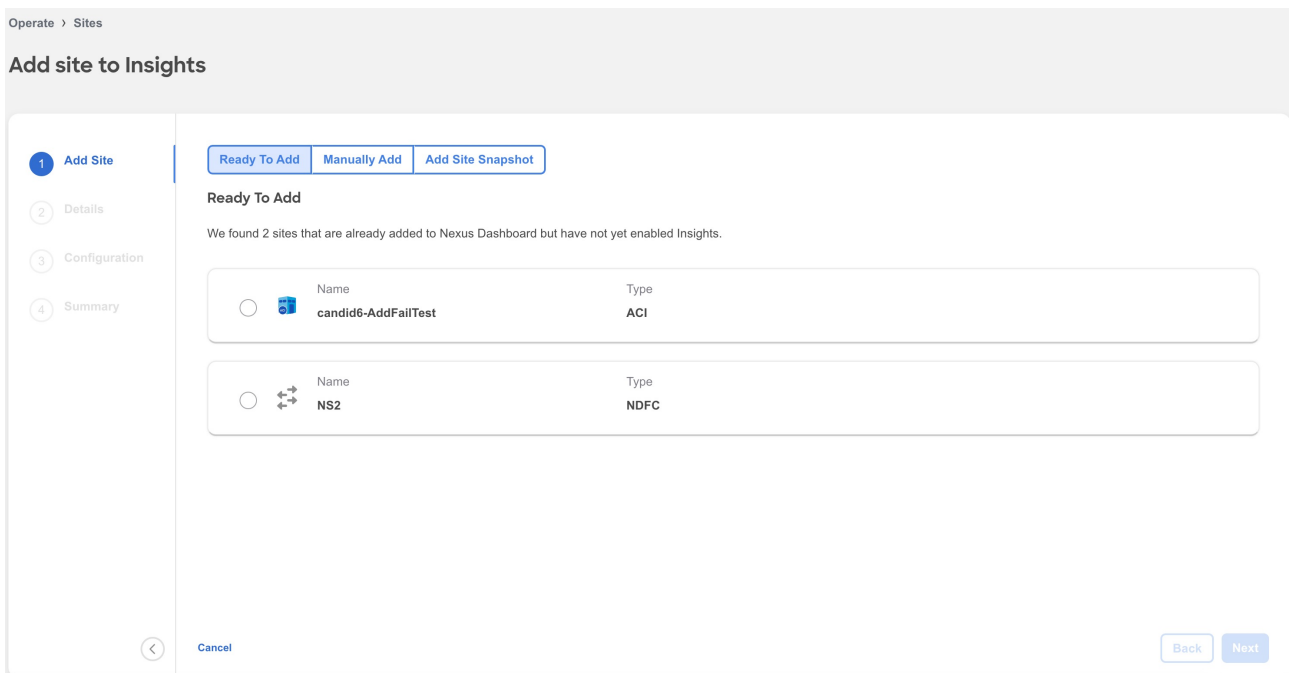 Operate > Sites
Add site to Insights
1 Add Site
2 Details
3 Configuration
4 Summary
Ready To Add Manually Add Add Site Snapshot
Ready To Add
We found 2 sites that are already added to Nexus Dashboard but have not yet enabled Insights.
Name Type
candid6-AddFailTest ACI
Name Type
NS2 NDFC
Cancel Back Next